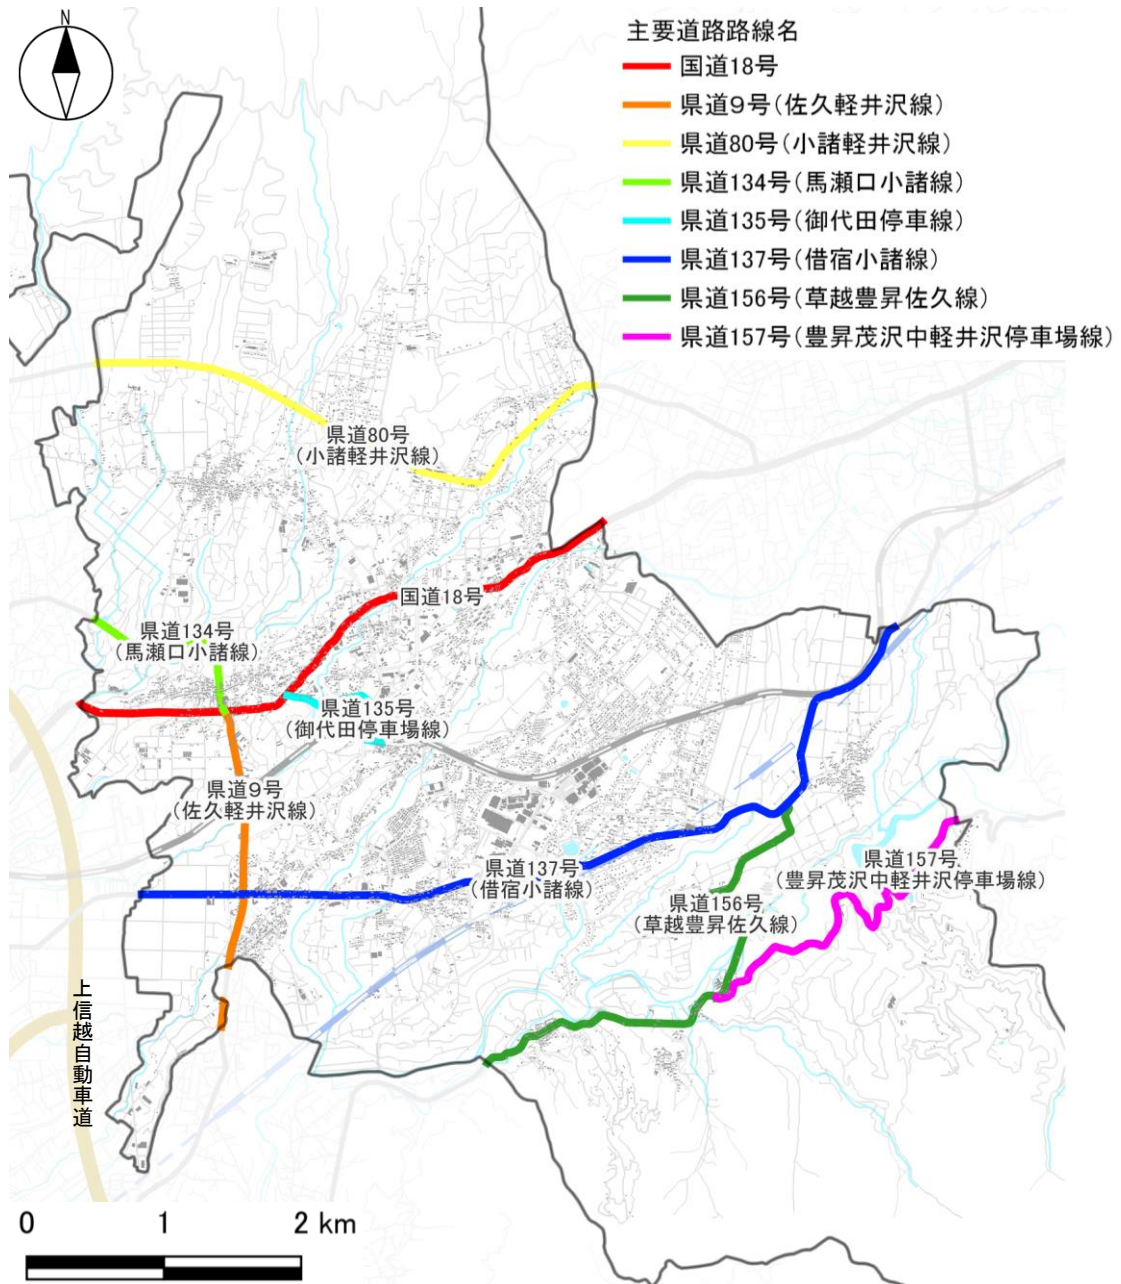 N
主要道路路線名
国道18号
県道９号(佐久軽井沢線)
県道80号(小諸軽井沢線)
県道134号(馬瀬口小諸線)
県道135号(御代田停車線)
県道137号(借宿小諸線)
県道156号(草越豊昇佐久線)
県道157号(豊昇茂沢中軽井沢停車場線)
県道80号
(小諸軽井沢線)
国道18号
県道134号
(馬瀬口小諸線)
県道135号
(御代田停車場線)
県道9号
(佐久軽井沢線)
県道137号
(借宿小諸線)
県道157号
(豊昇茂沢中軽井沢停車場線)
県道156号
(草越豊昇佐久線)
上信越自動車道
0 1 2 km